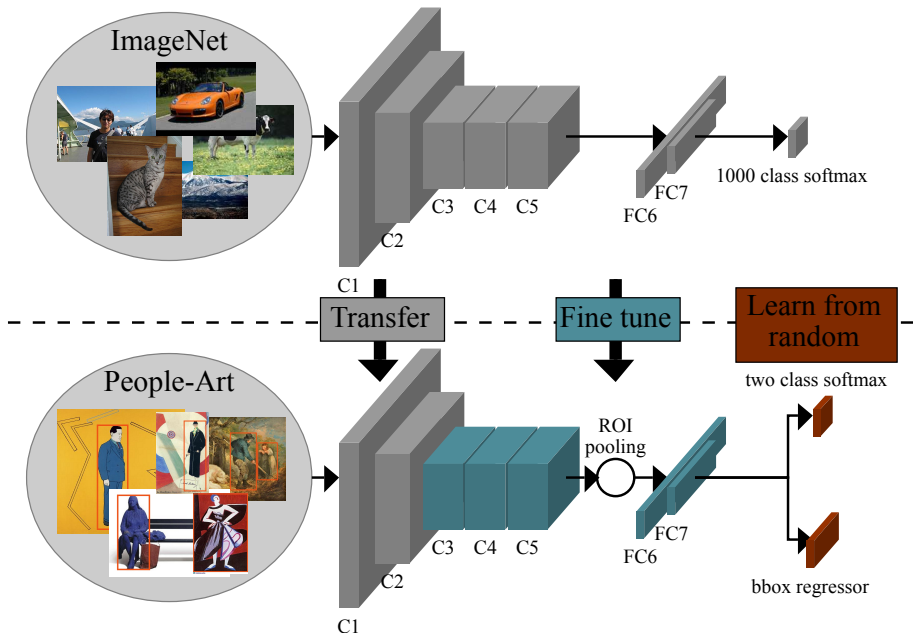 ImageNet
C1
C2
C3
C4
C5
FC6
FC7
1000 class softmax
Transfer
Fine tune
Learn from
random
People-Art
C1
C2
C3
C4
C5
ROI
pooling
FC6
FC7
two class softmax
bbox regressor